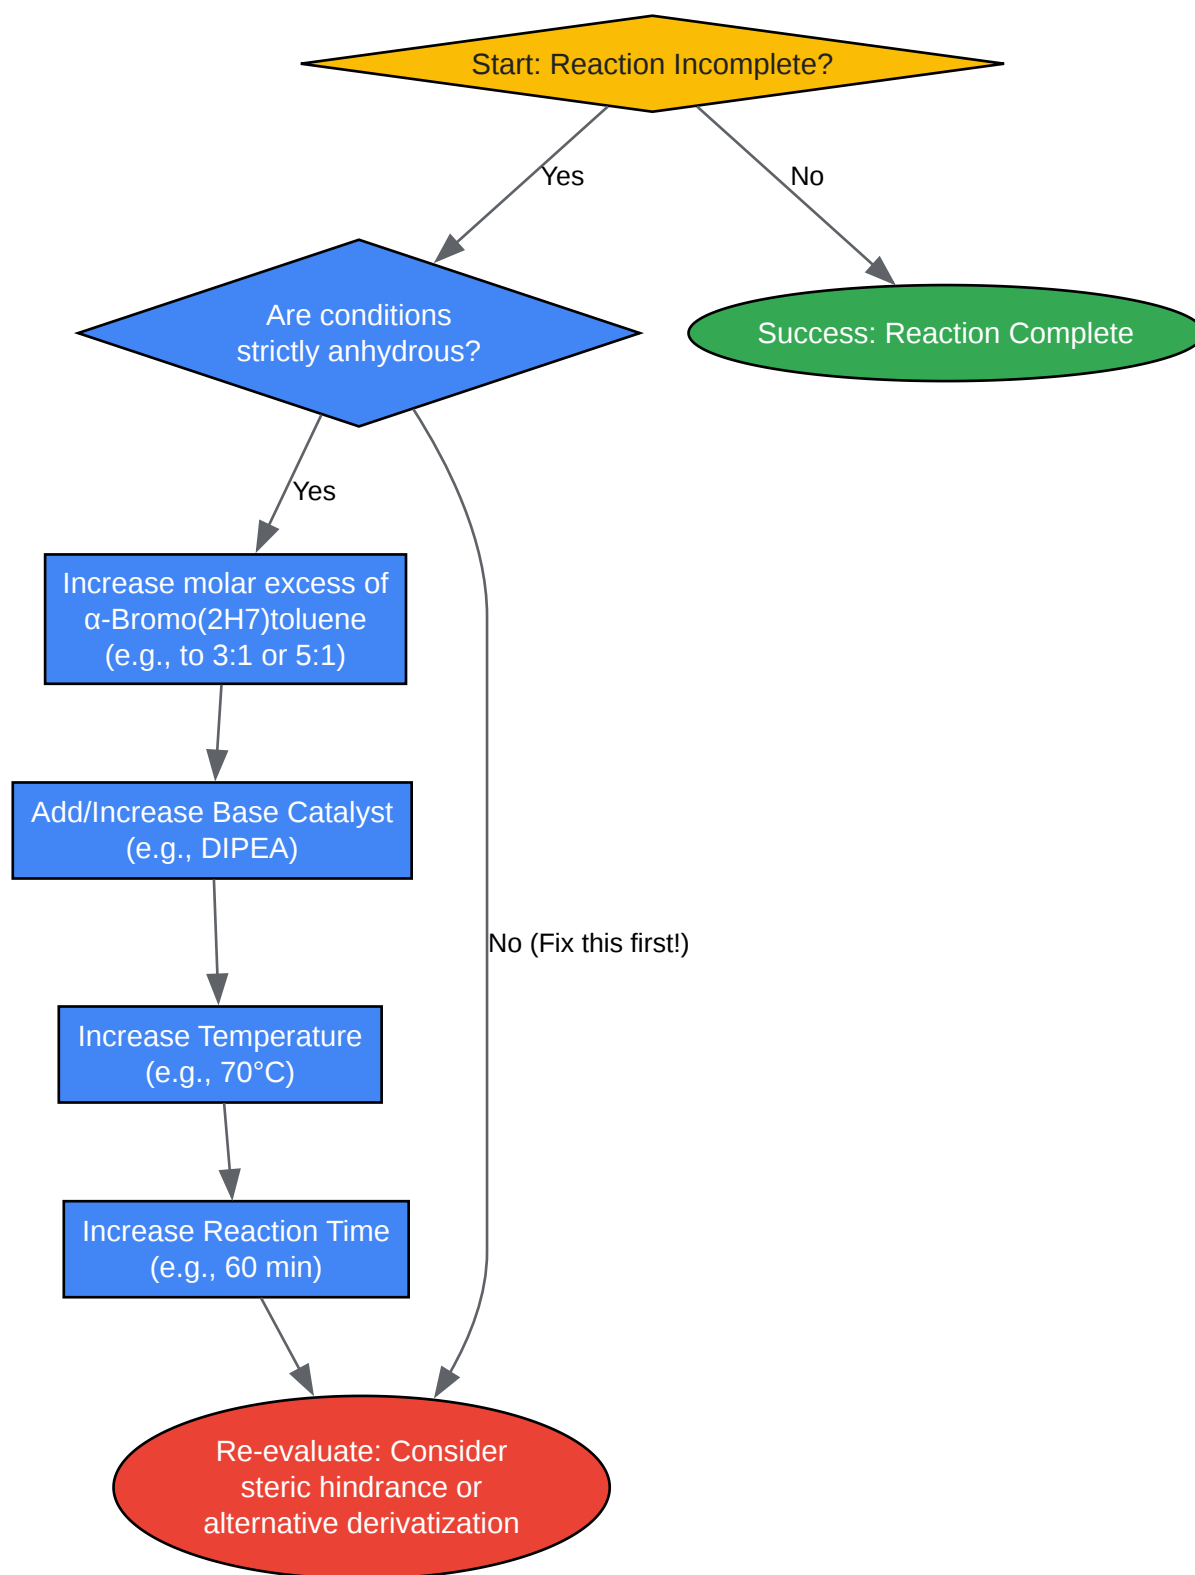 Start: Reaction Incomplete?
Yes
No
Are conditions
strictly anhydrous?
Success: Reaction Complete
Yes
Increase molar excess of
α-Bromo(2H7)toluene
(e.g., to 3:1 or 5:1)
Add/Increase Base Catalyst
(e.g., DIPEA)
No (Fix this first!)
Increase Temperature
(e.g., 70°C)
Increase Reaction Time
(e.g., 60 min)
Re-evaluate: Consider
steric hindrance or
alternative derivatization